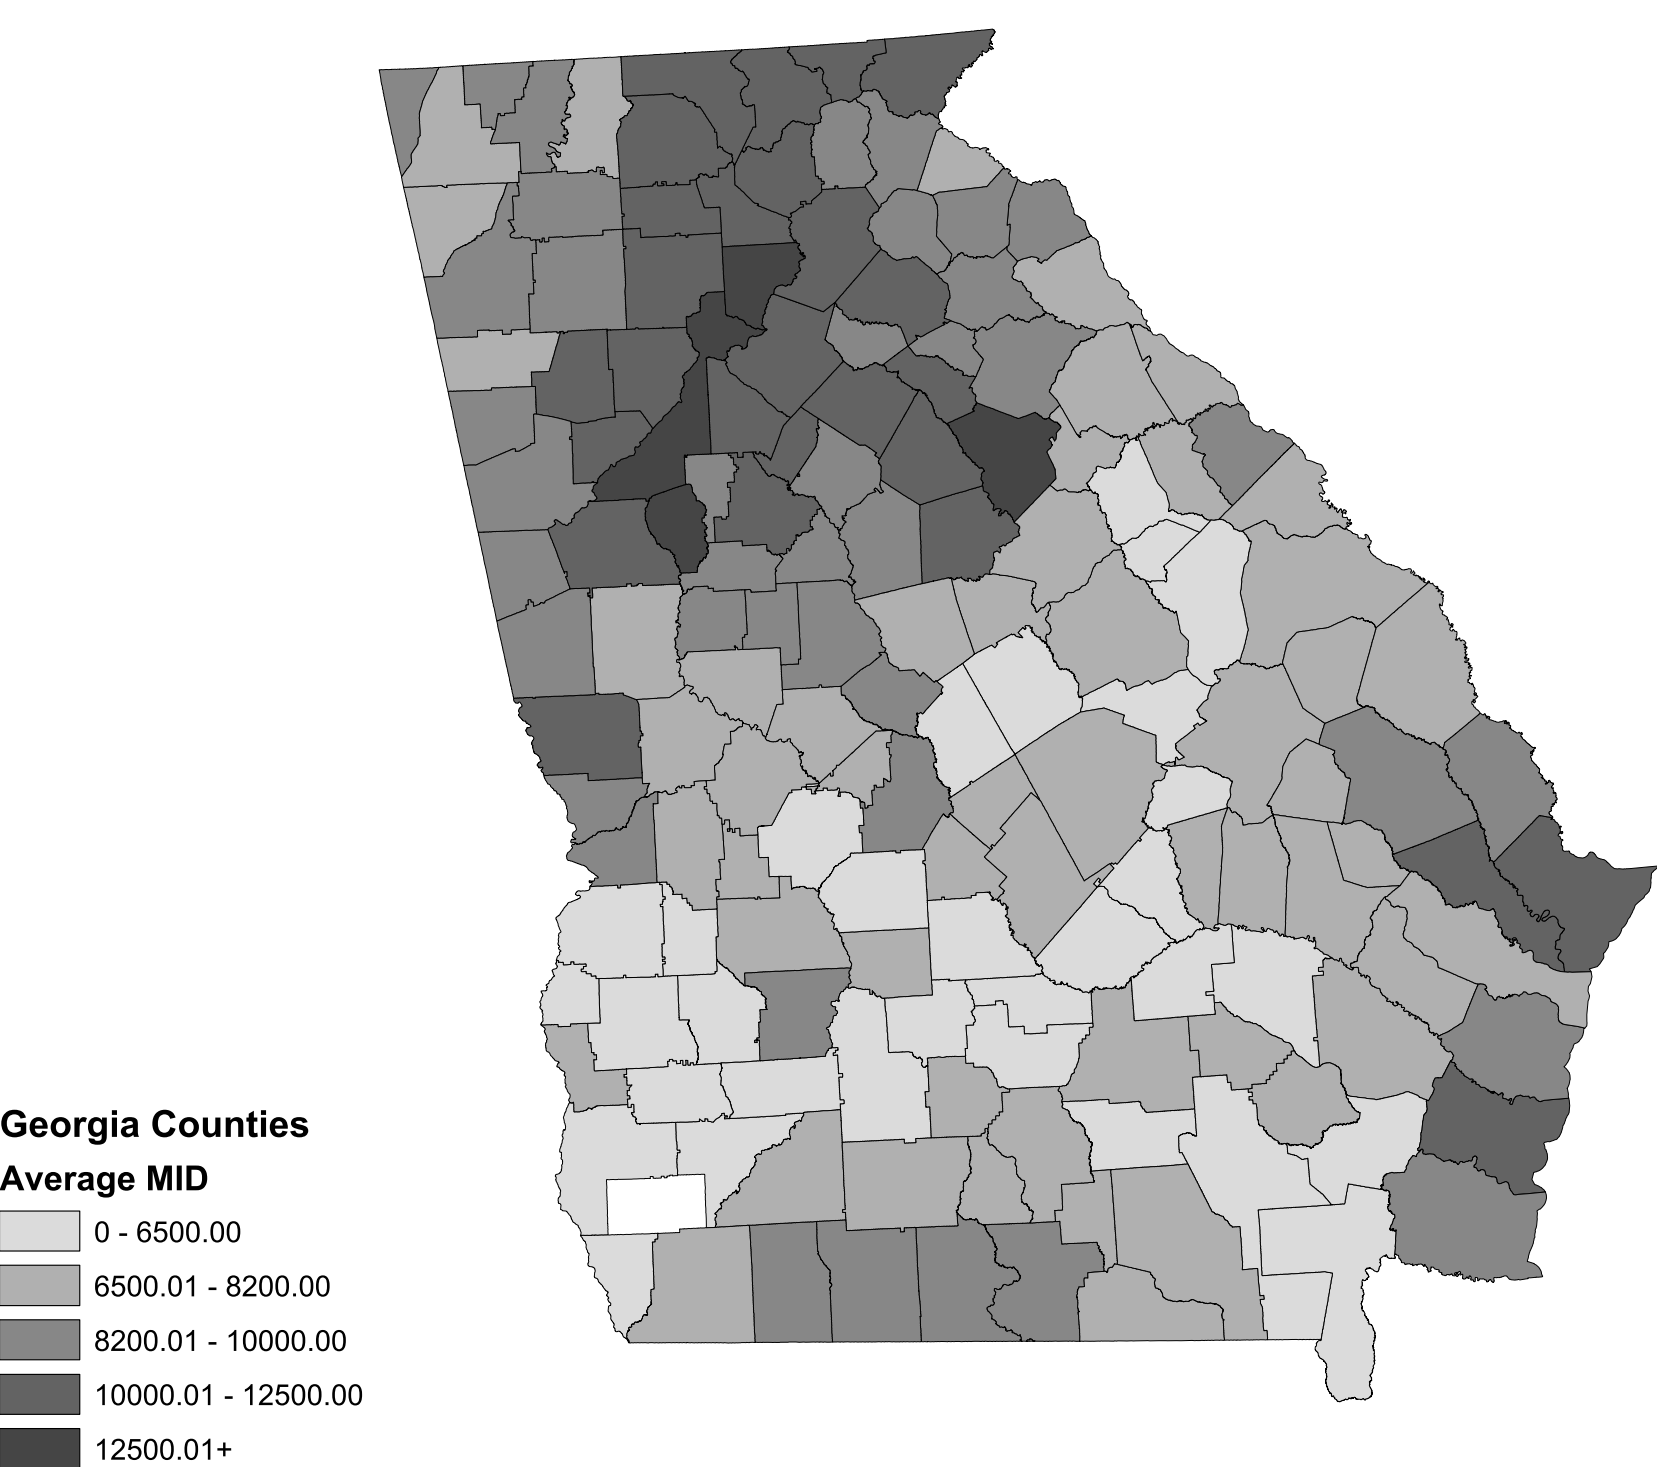 Georgia Counties
Average MID
0 - 6500.00
6500.01 - 8200.00
8200.01 - 10000.00
10000.01 - 12500.00
12500.01+